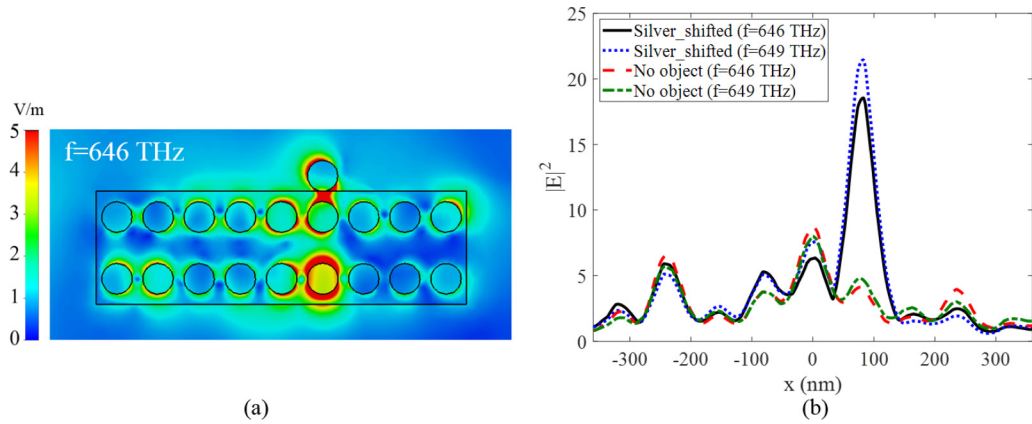 V/m
5
4
3
2
1
0
f=646 THz
(a)
25
20
15
10
5
0
|E|²
Silver_shifted (f=646 THz)
Silver_shifted (f=649 THz)
No object (f=646 THz)
No object (f=649 THz)
-300 -200 -100 0 100 200 300
x (nm)
(b)